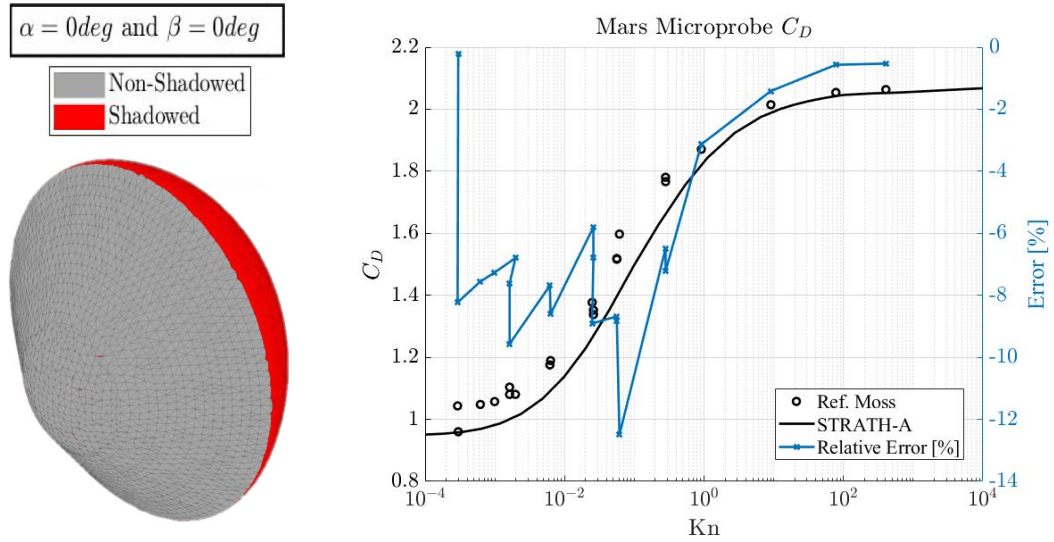 α = 0deg and β = 0deg
Non-Shadowed
Shadowed
Mars Microprobe C_D
2.2
2
1.8
1.6
1.4
1.2
1
0.8
C_D
10^-4
10^-2
10^0
10^2
10^4
Kn
0
-2
-4
-6
-8
-10
-12
-14
Error [%]
Ref. Moss
STRATH-A
Relative Error [%]